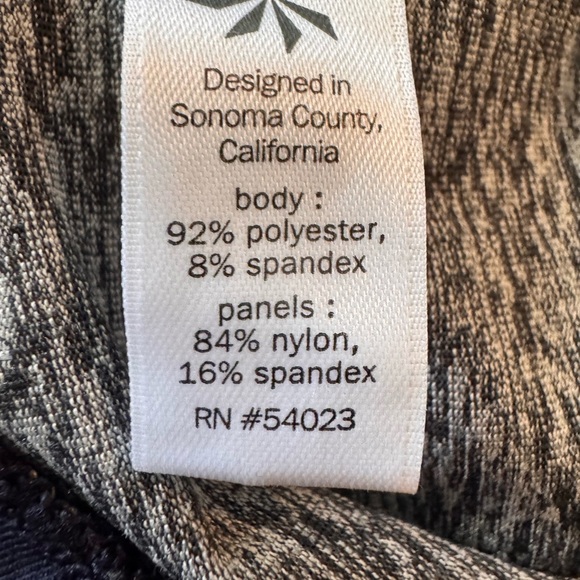 Designed in
Sonoma County,
California
body :
92% polyester,
8% spandex
panels :
84% nylon,
16% spandex
RN #54023